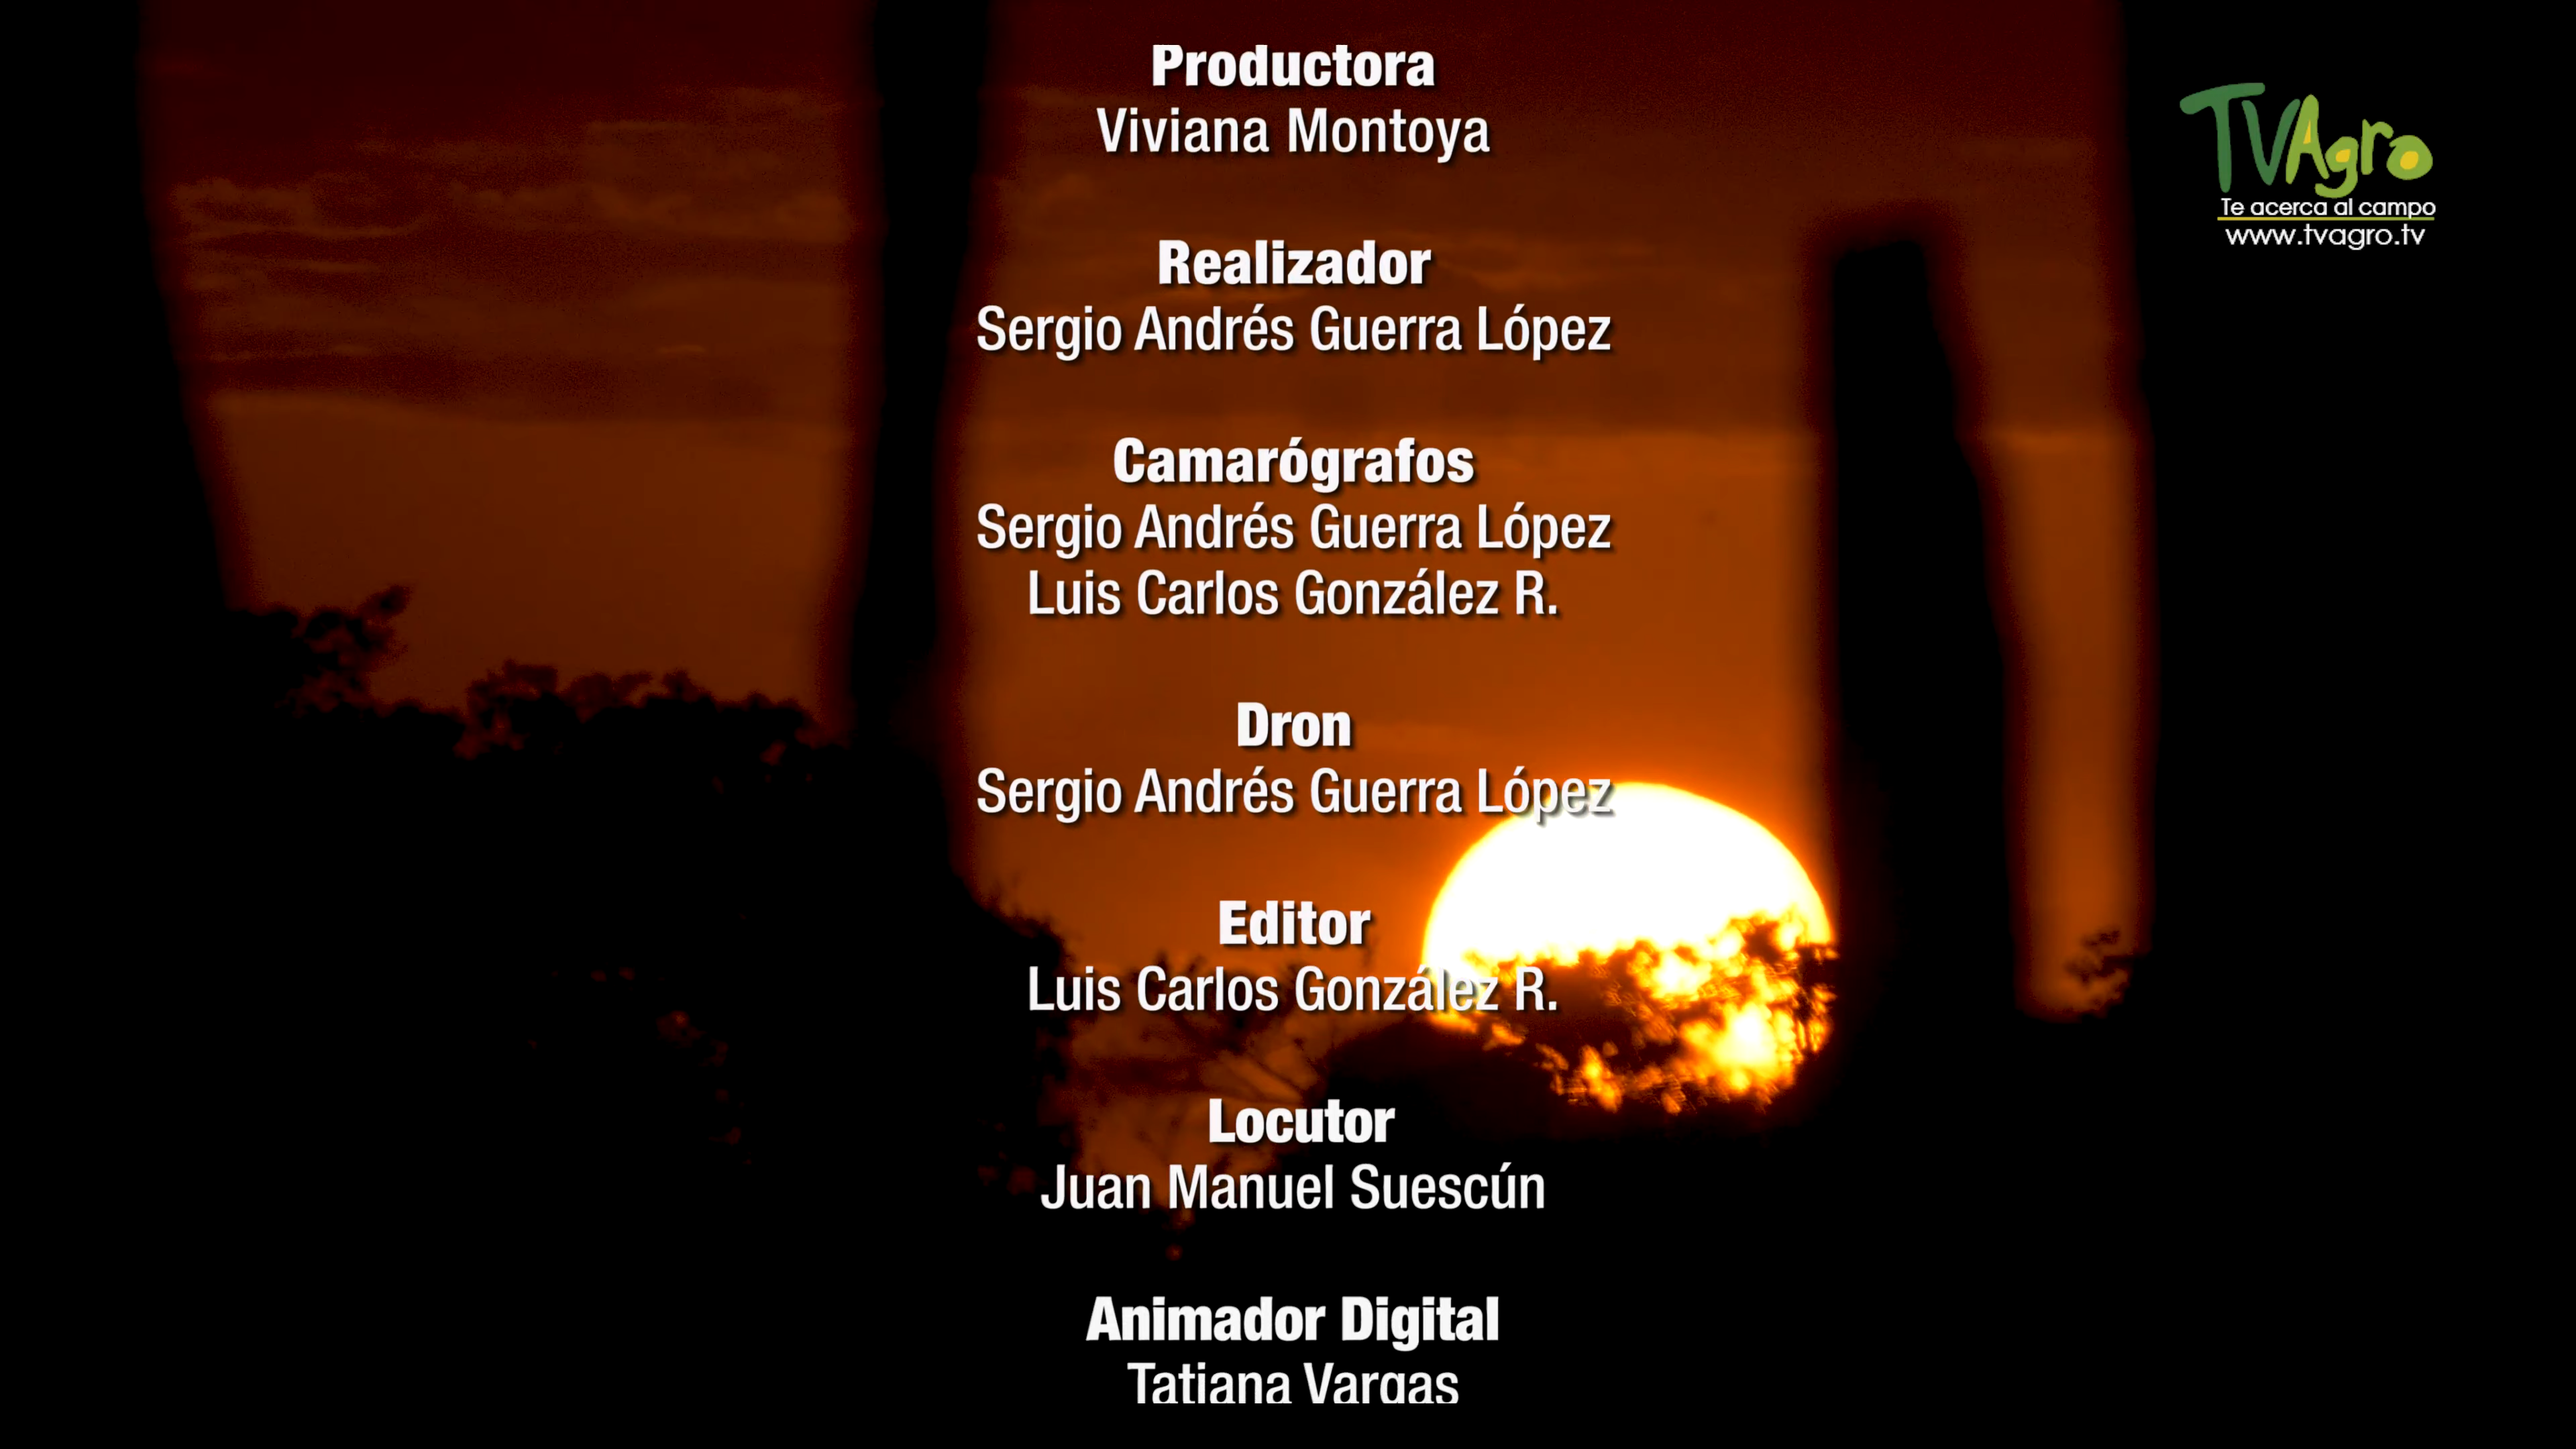 Productora
Viviana Montoya
Realizador
Sergio Andrés Guerra López
Camarógrafos
Sergio Andrés Guerra López
Luis Carlos González R.
Dron
Sergio Andrés Guerra López
Editor
Luis Carlos González R.
Locutor
Juan Manuel Suescún
Animador Digital
Tatiana Vargas
TVAgro
Te acerca al campo
www.tvagro.tv